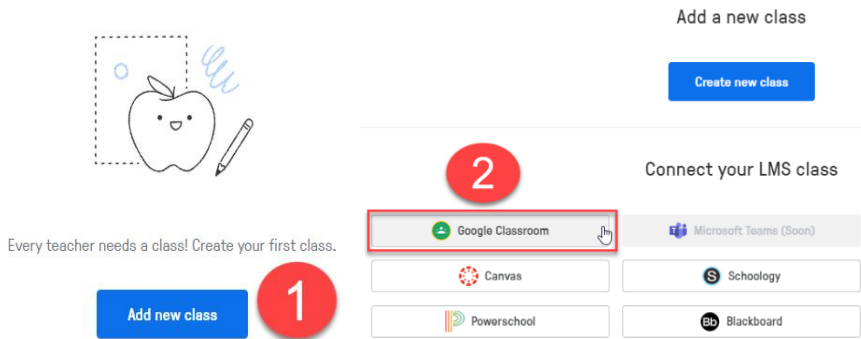 Every teacher needs a class! Create your first class.
Add new class
1
Add a new class
Create new class
2
Connect your LMS class
Google Classroom
Microsoft Teams (Soon)
Canvas
S Schoology
Powerschool
Bb Blackboard